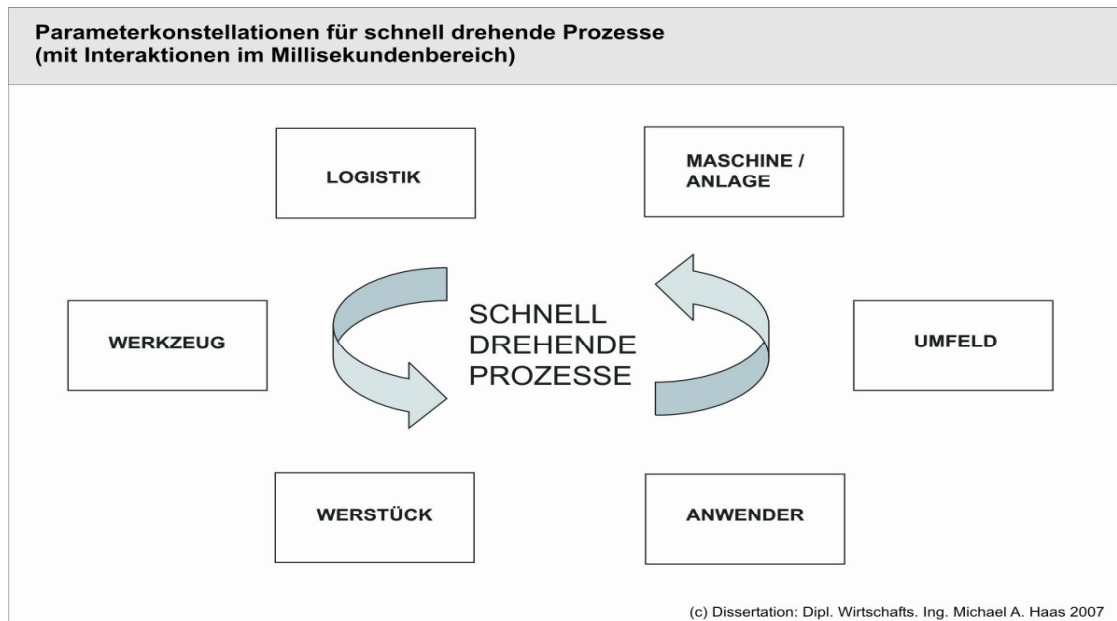 Parameterkonstellationen für schnell drehende Prozesse
(mit Interaktionen im Millisekundenbereich)
LOGISTIK
MASCHINE /
ANLAGE
WERKZEUG
SCHNELL
DREHENDE
PROZESSE
UMFELD
WERSTÜCK
ANWENDER
(c) Dissertation: Dipl. Wirtschafts. Ing. Michael A. Haas 2007